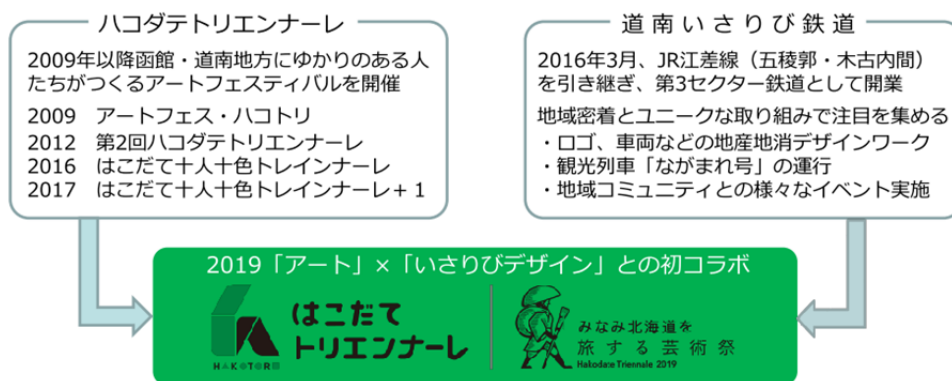 ハコダテトリエンナーレ
2009年以降函館・道南地方にゆかりのある人
たちがつくるアートフェスティバルを開催
2009 アートフェス・ハコトリ
2012 第2回ハコダテトリエンナーレ
2016 はこだて十人十色トレインナーレ
2017 はこだて十人十色トレインナーレ+1
道南いさりび鉄道
2016年3月、JR江差線（五稜郭・木古内間）
を引き継ぎ、第3セクター鉄道として開業
地域密着とユニークな取り組みで注目を集める
・ロゴ、車両などの地産地消デザインワーク
・観光列車「ながまれ号」の運行
・地域コミュニティとの様々なイベント実施
2019「アート」×「いさりびデザイン」との初コラボ
HAKOTORO
はこだて
トリエンナーレ
みなみ北海道を
旅する芸術祭
Hakodate Triennale 2019